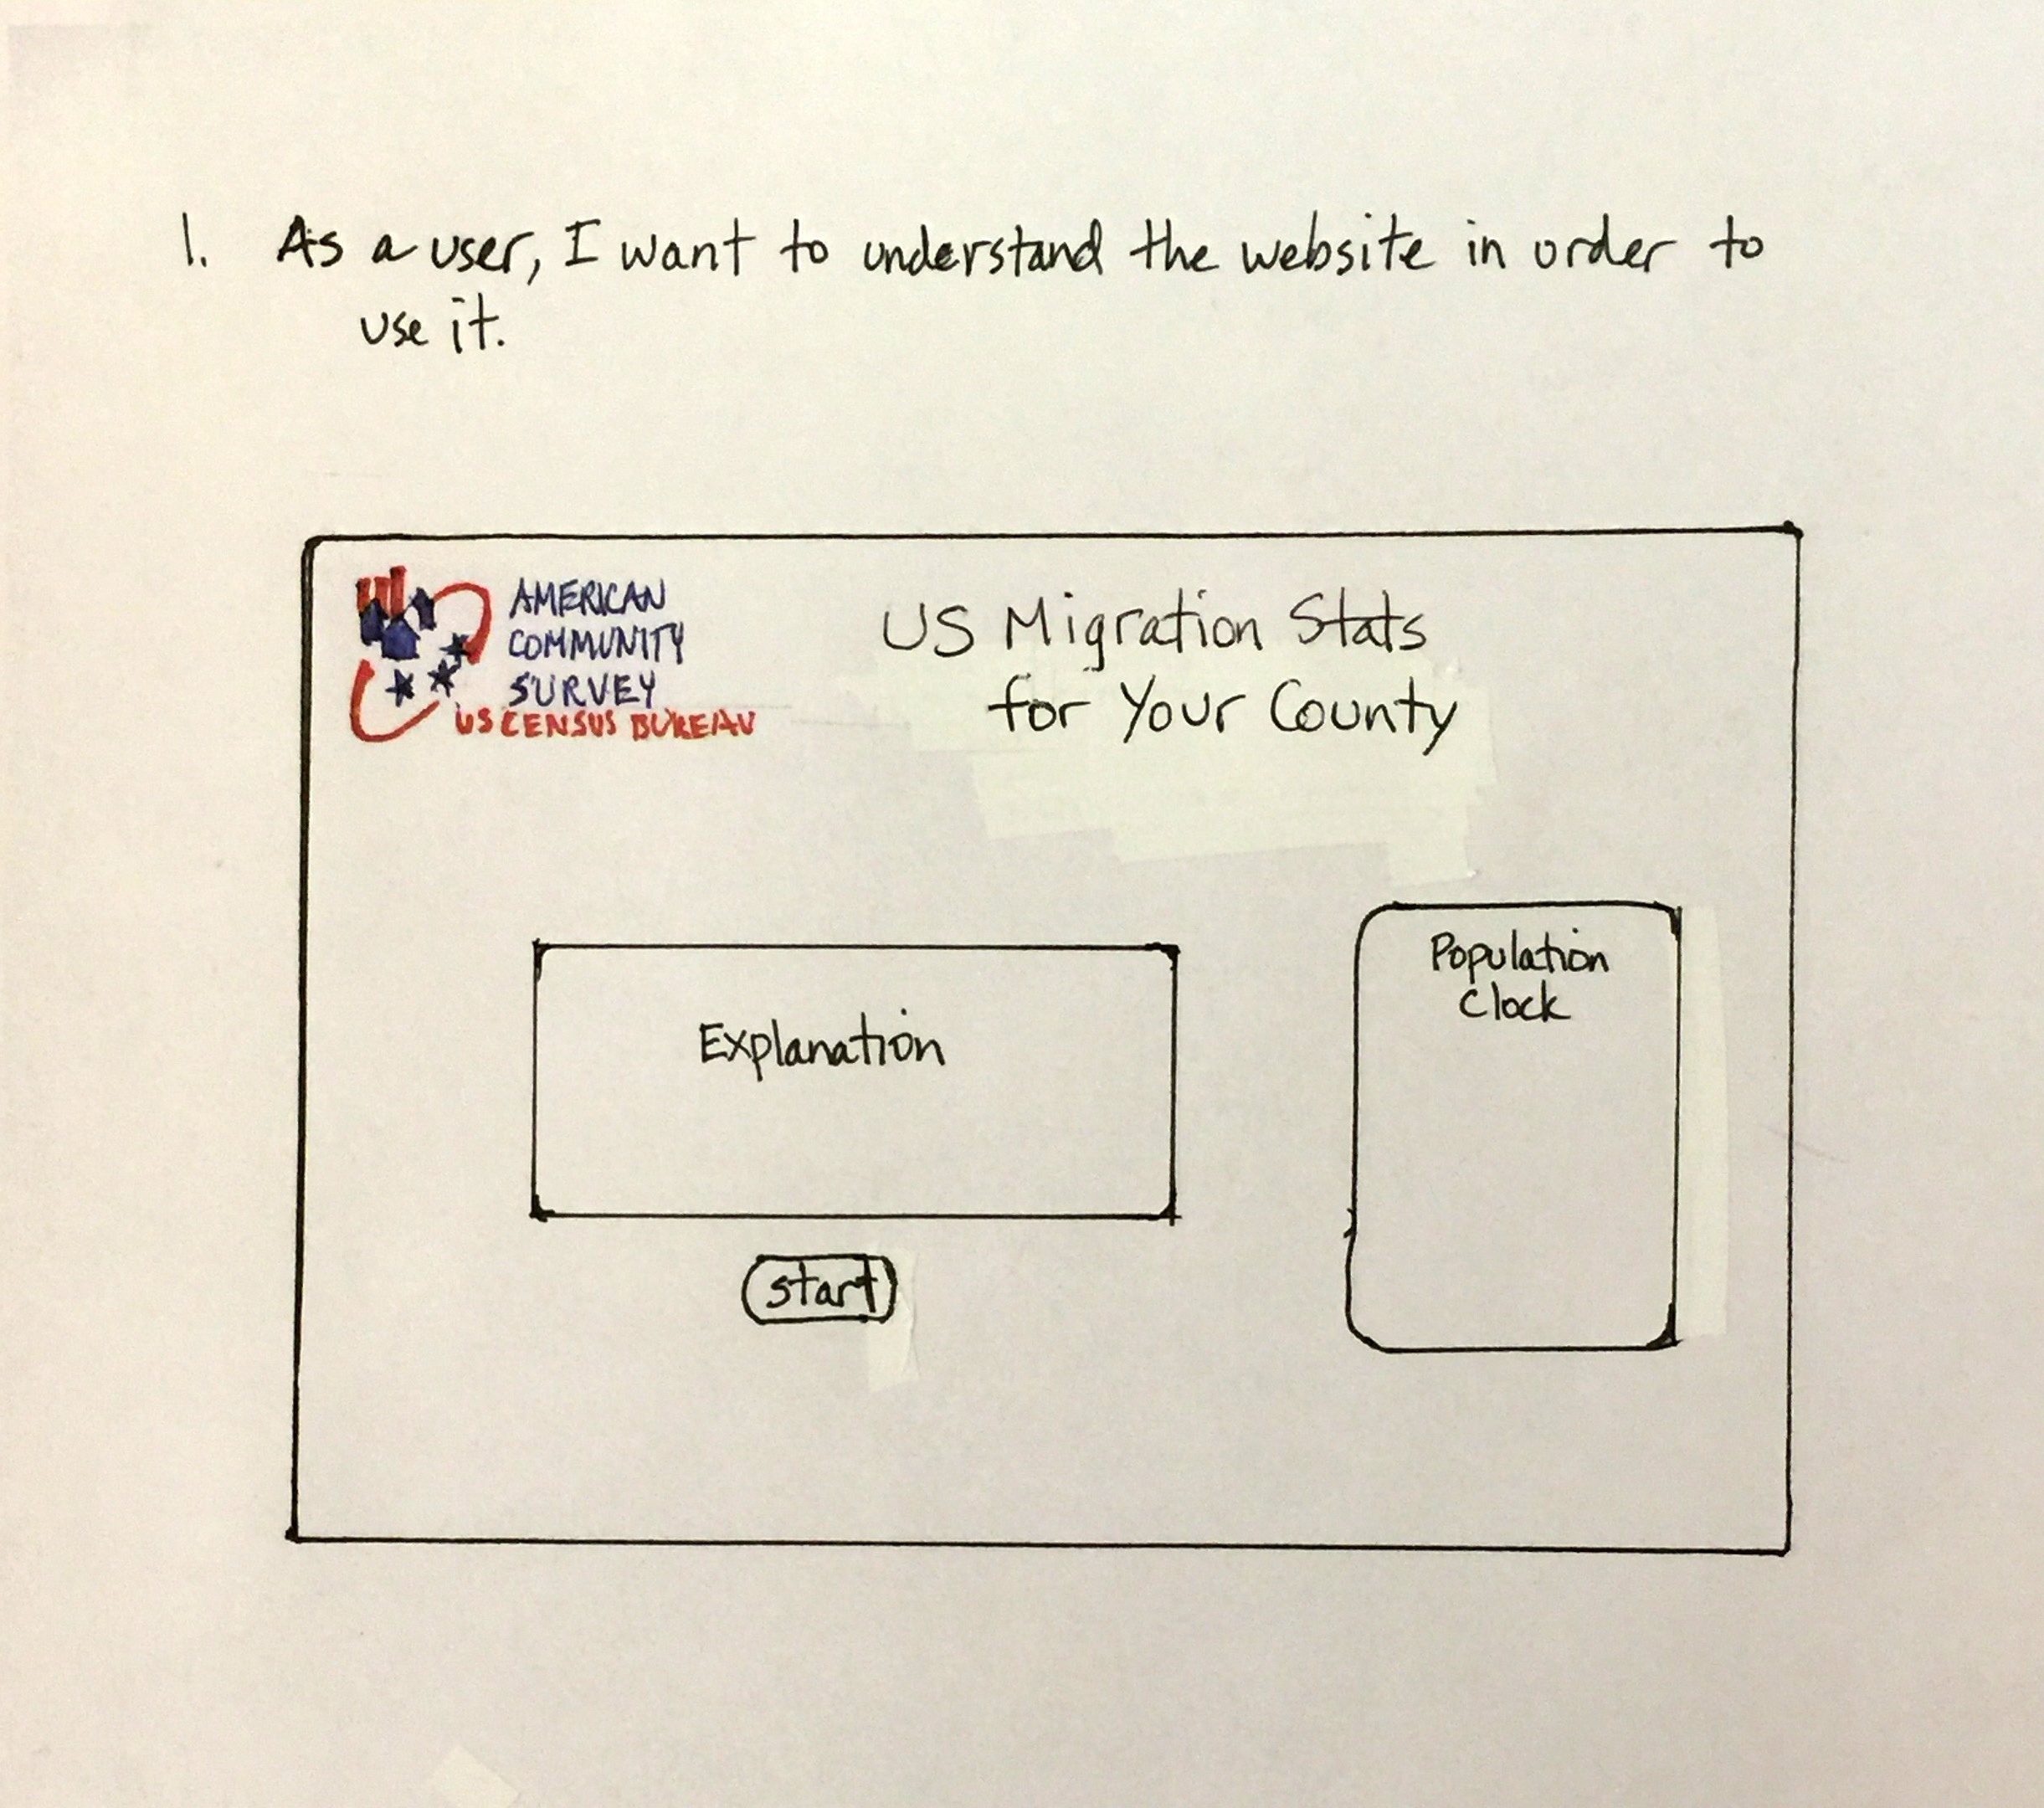 1. As a user, I want to understand the website in order to
use it.
AMERICAN
COMMUNITY
SURVEY
US CENSUS BUREAU
US Migration Stats
for Your County
Explanation
start
Population
Clock